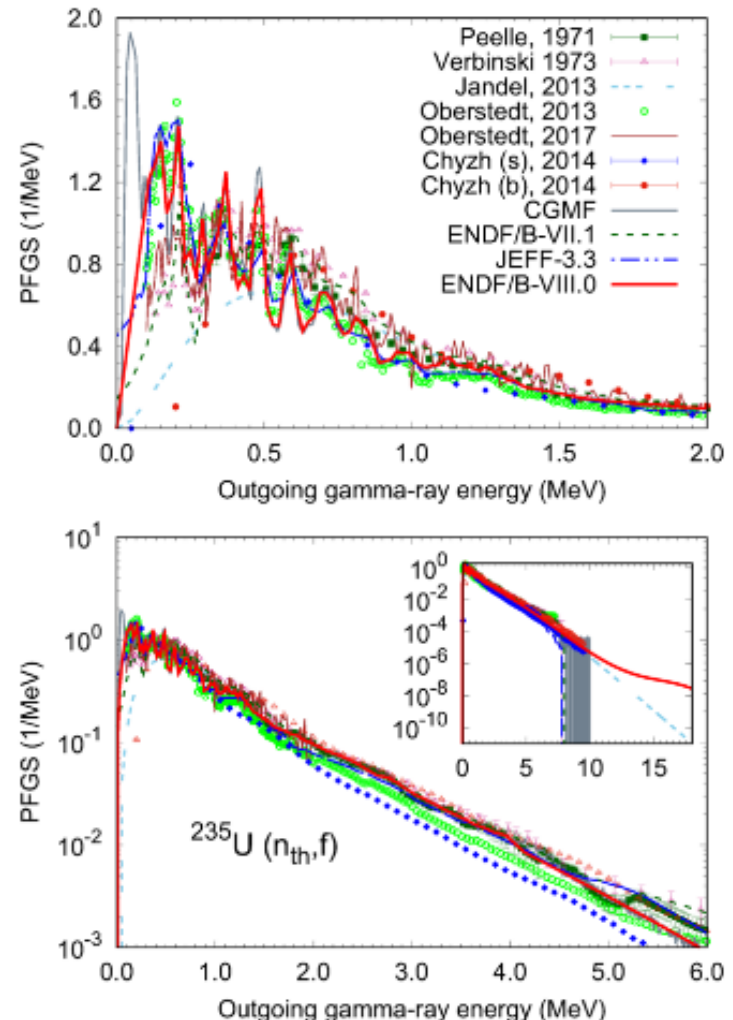 2.0
1.6
1.2
0.8
0.4
0.0
PFGS (1/MeV)
Peelle, 1971
Verbinski 1973
Jandel, 2013
Oberstedt, 2013
Oberstedt, 2017
Chyzh (s), 2014
Chyzh (b), 2014
CGMF
ENDF/B-VII.1
JEFF-3.3
ENDF/B-VIII.0
0.0 0.5 1.0 1.5 2.0
Outgoing gamma-ray energy (MeV)
10^1
10^0
10^-1
10^-2
10^-3
PFGS (1/MeV)
10^0
10^-2
10^-4
10^-6
10^-8
10^-10
0 5 10 15
^235U (n_th,f)
0.0 1.0 2.0 3.0 4.0 5.0 6.0
Outgoing gamma-ray energy (MeV)